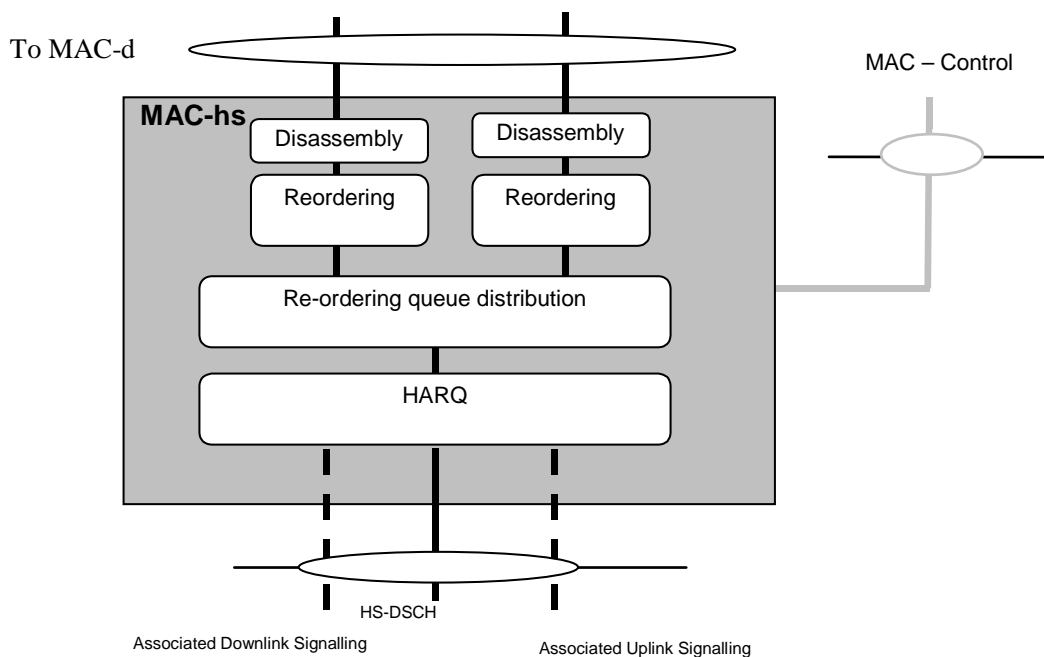 To MAC-d
MAC – Control
MAC-hs
Disassembly
Disassembly
Reordering
Reordering
Re-ordering queue distribution
HARQ
HS-DSCH
Associated Downlink Signalling
Associated Uplink Signalling